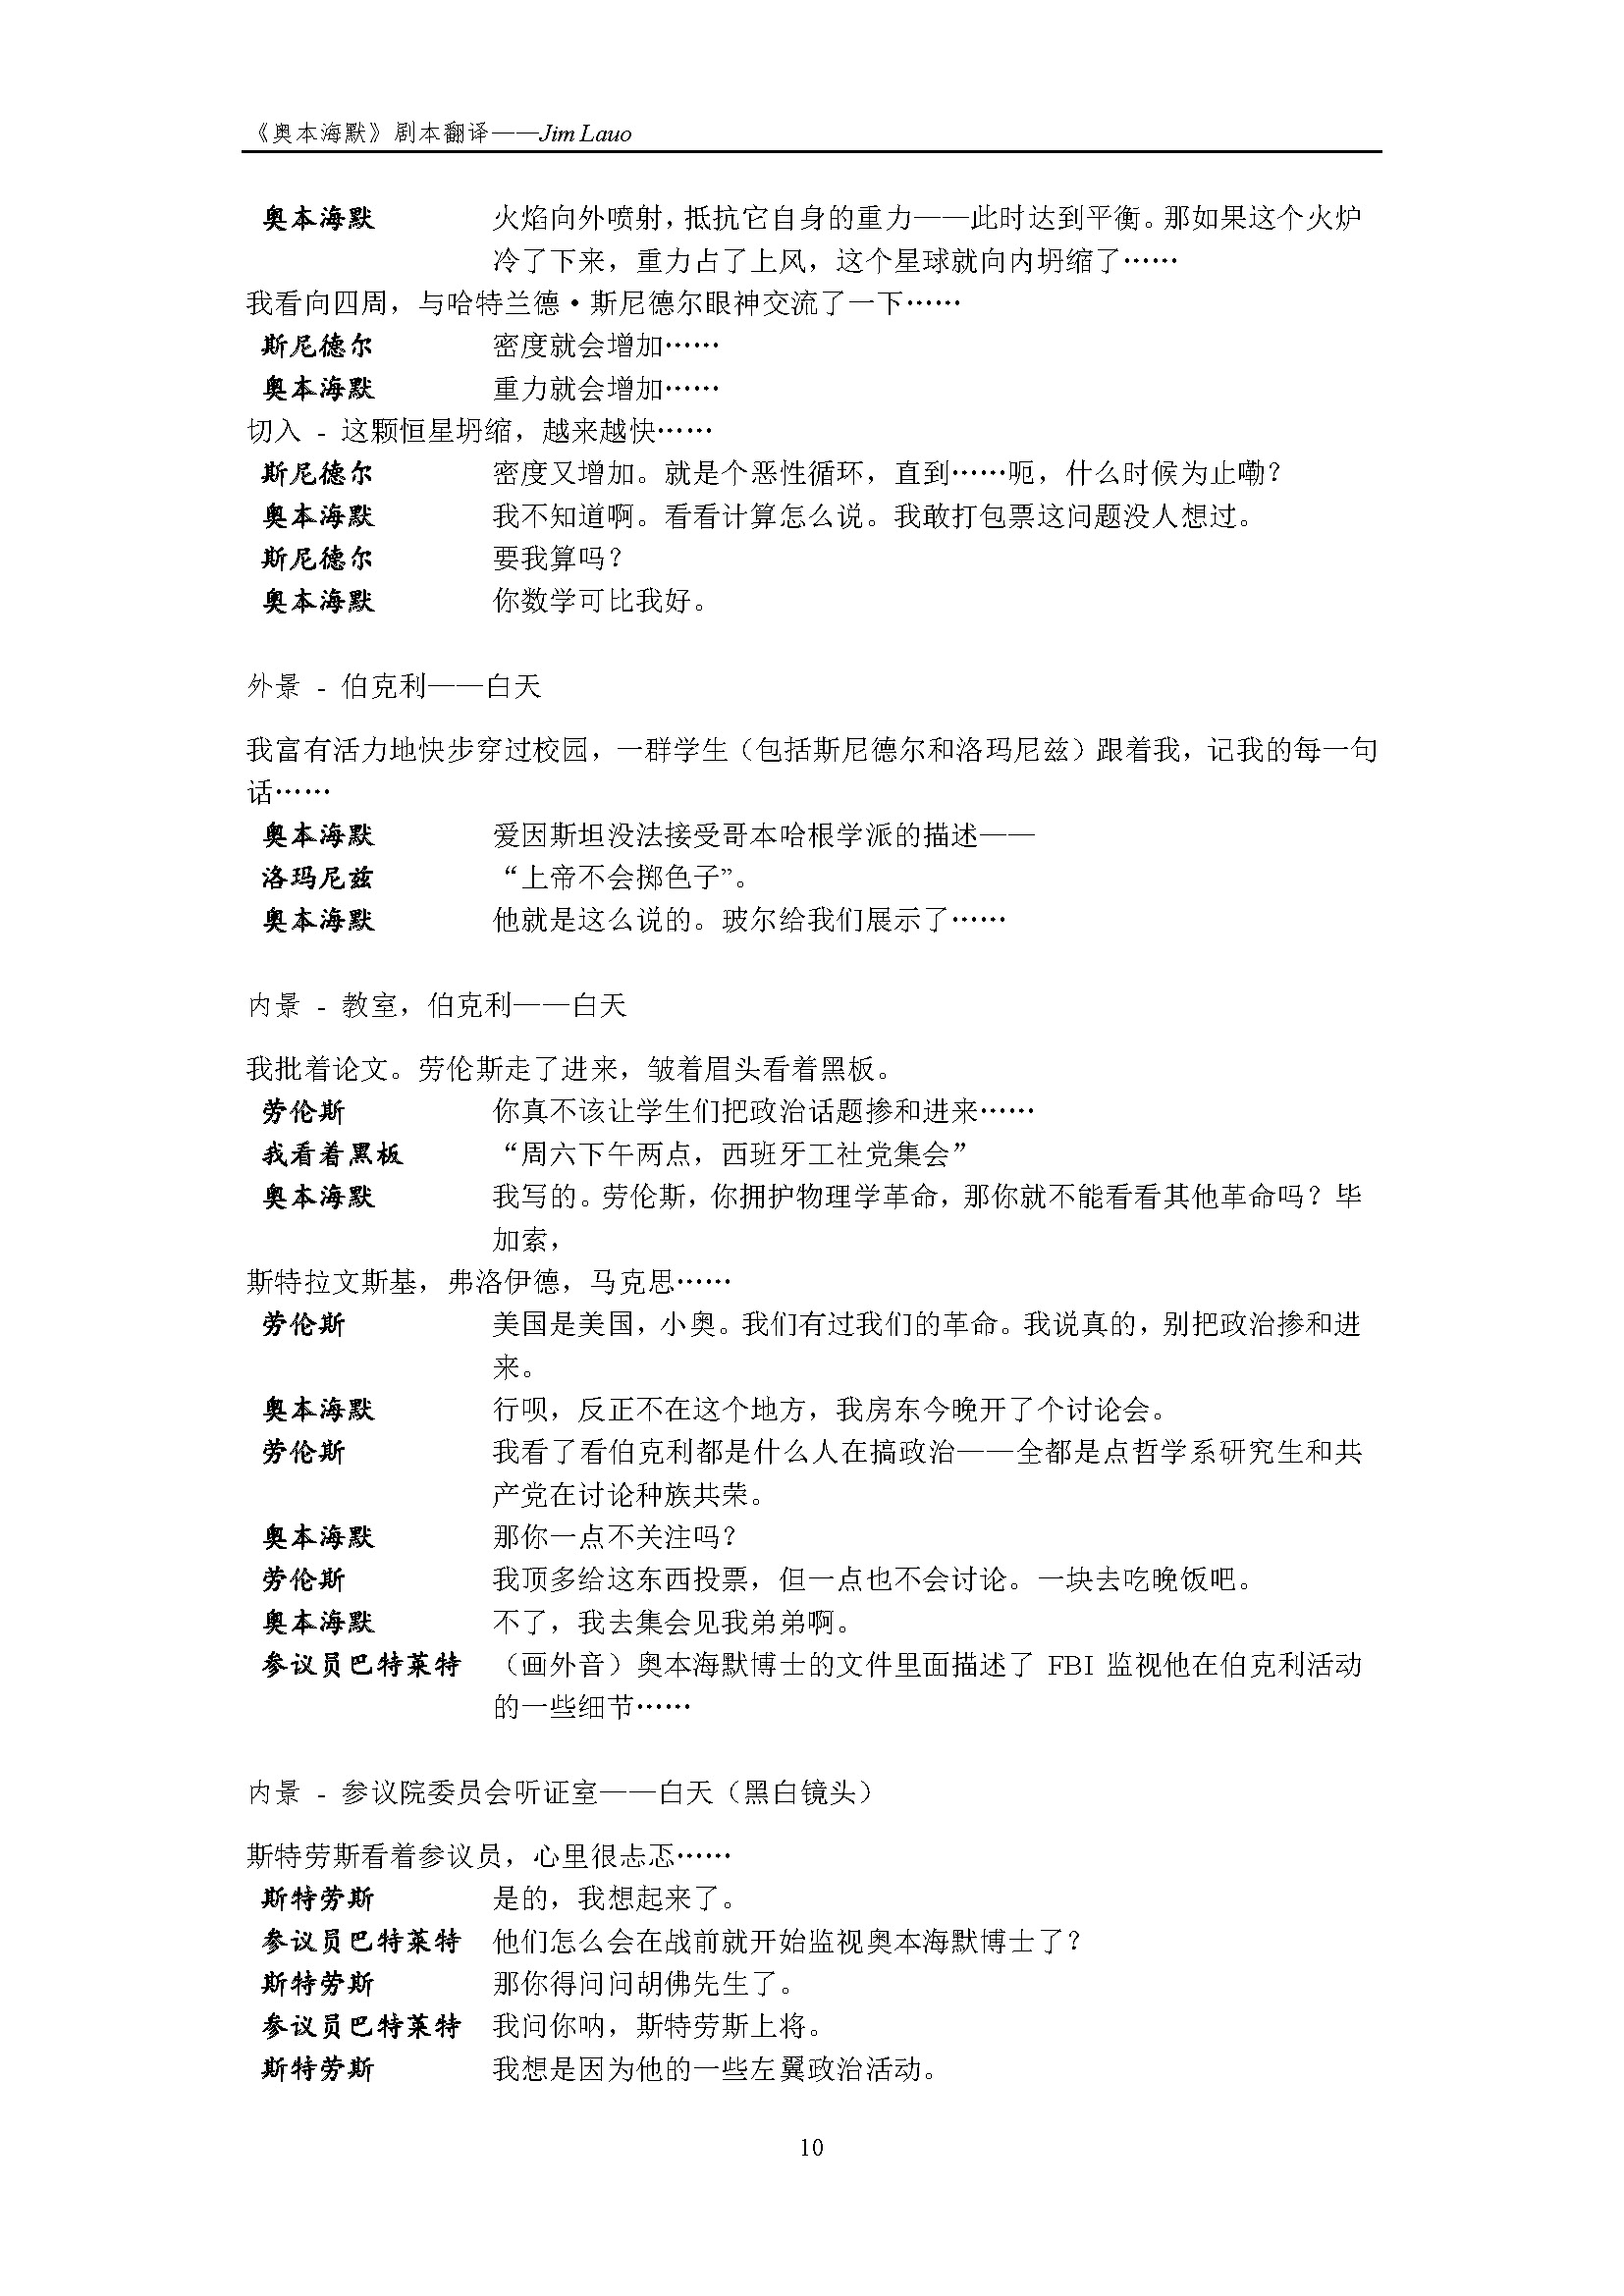 《奥本海默》剧本翻译——Jim Lauo
奥本海默 火焰向外喷射，抵抗它自身的重力——此时达到平衡。那如果这个火炉
冷了下来，重力占了上风，这个星球就向内坍缩了……
我看向四周，与哈特兰德·斯尼德尔眼神交流了一下……
斯尼德尔 密度就会增加……
奥本海默 重力就会增加……
切入 - 这颗恒星坍缩，越来越快……
斯尼德尔 密度又增加。就是个恶性循环，直到……呃，什么时候为止嘞？
奥本海默 我不知道啊。看看计算怎么说。我敢打包票这问题没人想过。
斯尼德尔 要我算吗？
奥本海默 你数学可比我好。
外景 - 伯克利——白天
我富有活力地快步穿过校园，一群学生（包括斯尼德尔和洛玛尼兹）跟着我，记我的每一句
话……
奥本海默 爱因斯坦没法接受哥本哈根学派的描述——
洛玛尼兹 “上帝不会掷色子”。
奥本海默 他就是这么说的。玻尔给我们展示了……
内景 - 教室，伯克利——白天
我批着论文。劳伦斯走了进来，皱着眉头看着黑板。
劳伦斯 你真不该让学生们把政治话题掺和进来……
我看着黑板 “周六下午两点，西班牙工社党集会”
奥本海默 我写的。劳伦斯，你拥护物理学革命，那你就不能看看其他革命吗？毕
加索，
斯特拉文斯基，弗洛伊德，马克思……
劳伦斯 美国是美国，小奥。我们有过我们的革命。我说真的，别把政治掺和进
来。
奥本海默 行呗，反正不在这个地方，我房东今晚开了个讨论会。
劳伦斯 我看了看伯克利都是什么人在搞政治——全都是点哲学系研究生和共
产党在讨论种族共荣。
奥本海默 那你一点不关注吗？
劳伦斯 我顶多给这东西投票，但一点也不会讨论。一块去吃晚饭吧。
奥本海默 不了，我去集会见我弟弟啊。
参议员巴特莱特 （画外音）奥本海默博士的文件里面描述了 FBI 监视他在伯克利活动
的一些细节……
内景 - 参议院委员会听证室——白天（黑白镜头）
斯特劳斯看着参议员，心里很忐忑……
斯特劳斯 是的，我想起来了。
参议员巴特莱特 他们怎么会在战前就开始监视奥本海默博士了？
斯特劳斯 那你得问问胡佛先生了。
参议员巴特莱特 我问你呐，斯特劳斯上将。
斯特劳斯 我想是因为他的一些左翼政治活动。
10